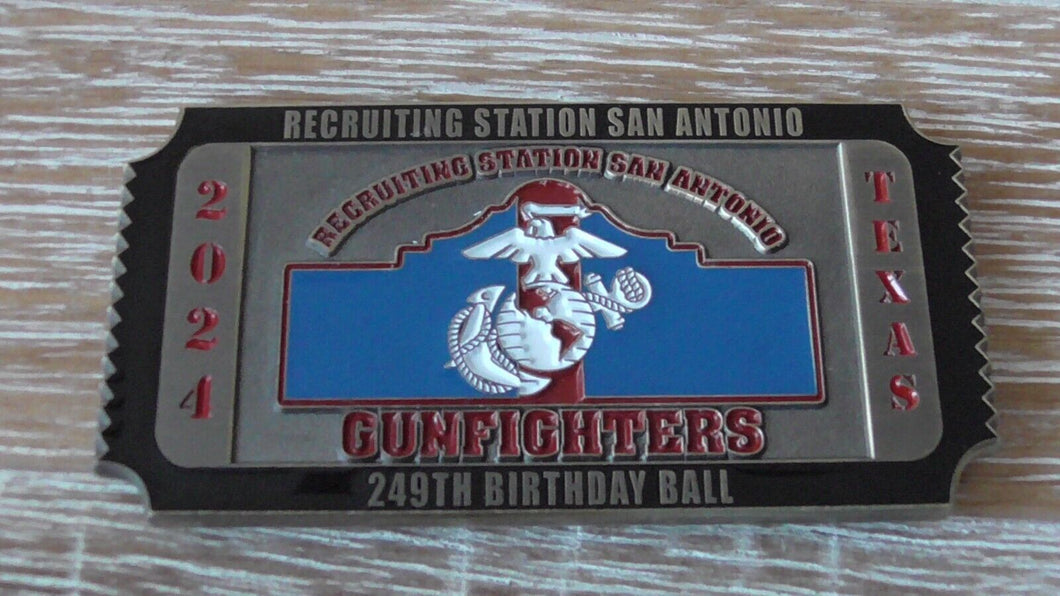 RECRUITING STATION SAN ANTONIO
RECRUITING STATION SAN ANTONIO
2024
TEXAS
GUNFIGHTERS
249TH BIRTHDAY BALL